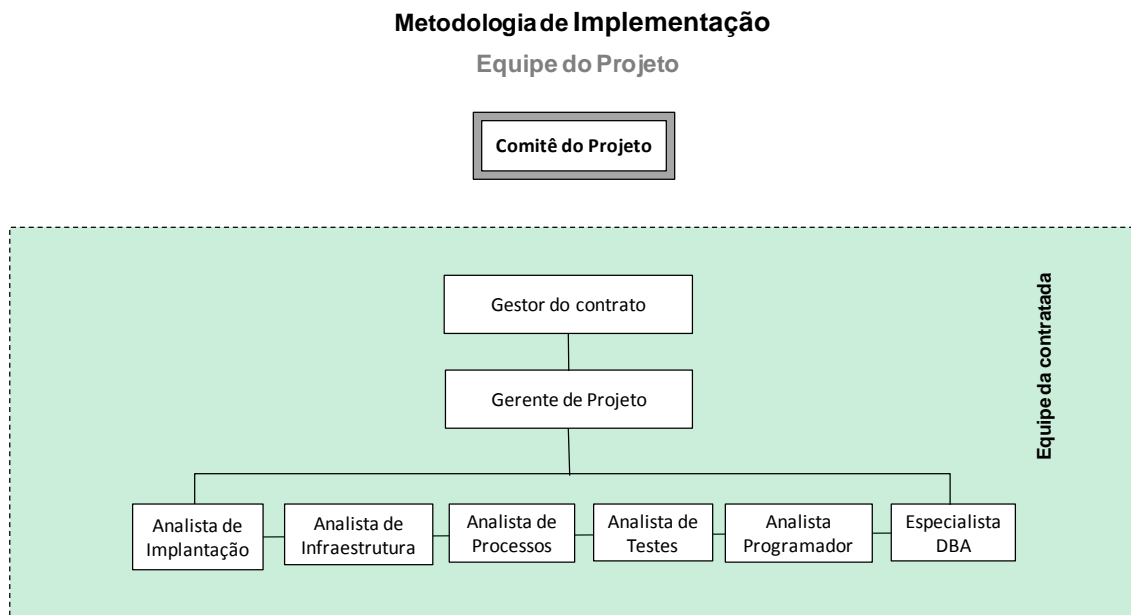 Metodologia de Implementação
Equipe do Projeto
Comitê do Projeto
Gestor do contrato
Gerente de Projeto
Equipe da contratada
Analista de
Implantação
Analista de
Infraestrutura
Analista de
Processos
Analista de
Testes
Analista
Programador
Especialista
DBA